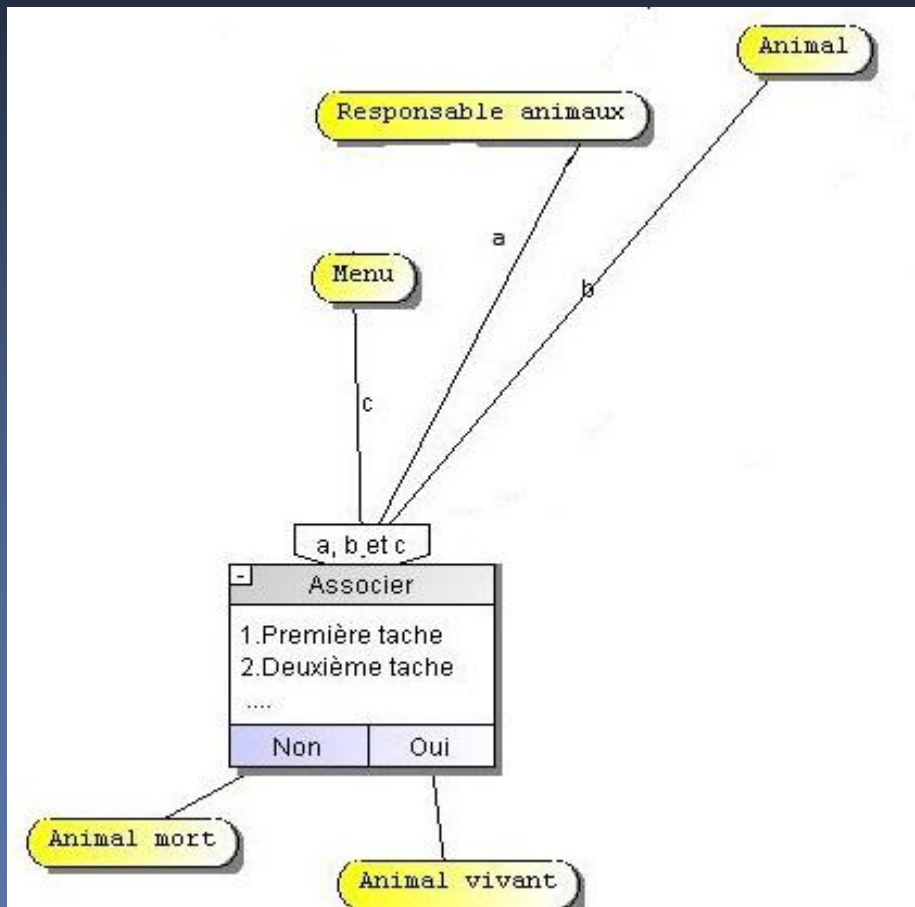 Animal
Responsable animaux
a
Menu
b
c
a, b et c
-
Associer
1.Première tache
2.Deuxième tache
....
Non
Oui
Animal mort
Animal vivant